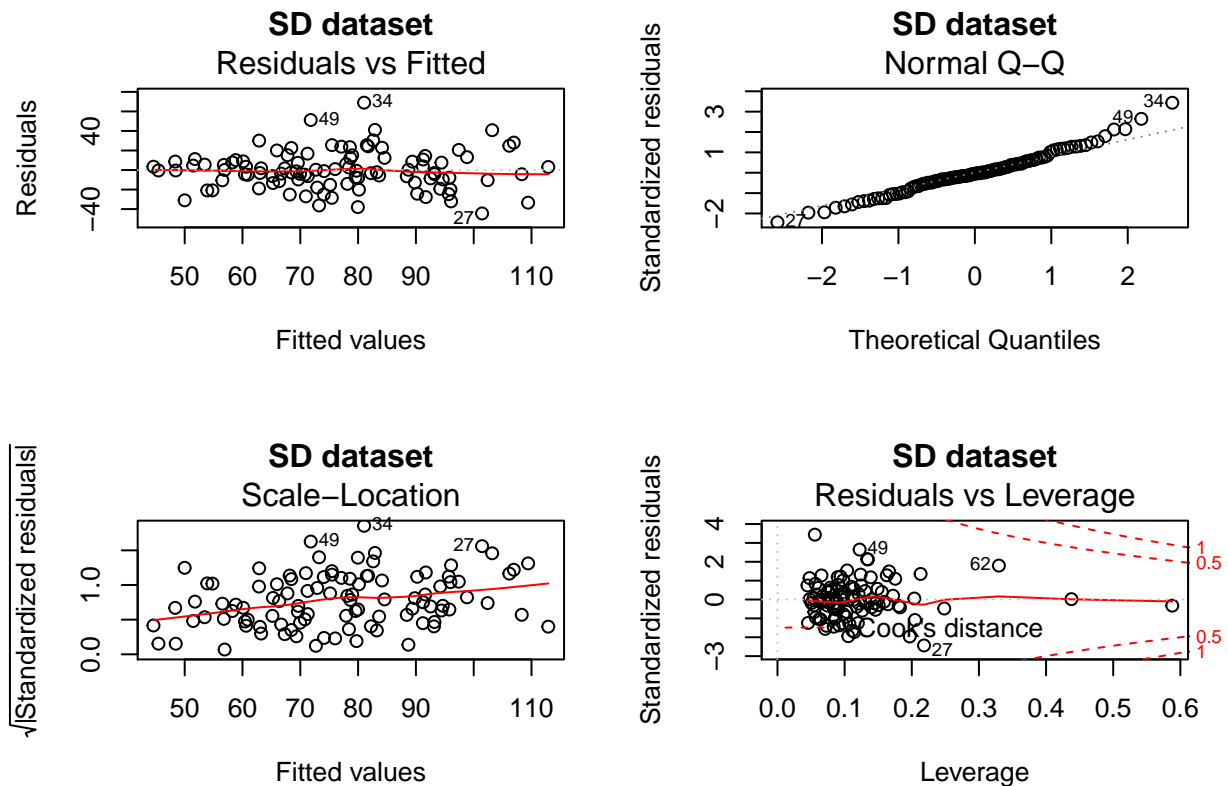 SD dataset
Residuals vs Fitted
Residuals
40
−40
34
49
27
50 60 70 80 90 110
Fitted values
SD dataset
Normal Q−Q
Standardized residuals
3
1
−2
34
49
27
−2 −1 0 1 2
Theoretical Quantiles
SD dataset
Scale−Location
√|Standardized residuals|
1.0
0.0
34
49
27
50 60 70 80 90 110
Fitted values
SD dataset
Residuals vs Leverage
Standardized residuals
4
2
0
−3
49
62
27
Cook's distance
1
0.5
0.5
1
0.0 0.1 0.2 0.3 0.4 0.5 0.6
Leverage